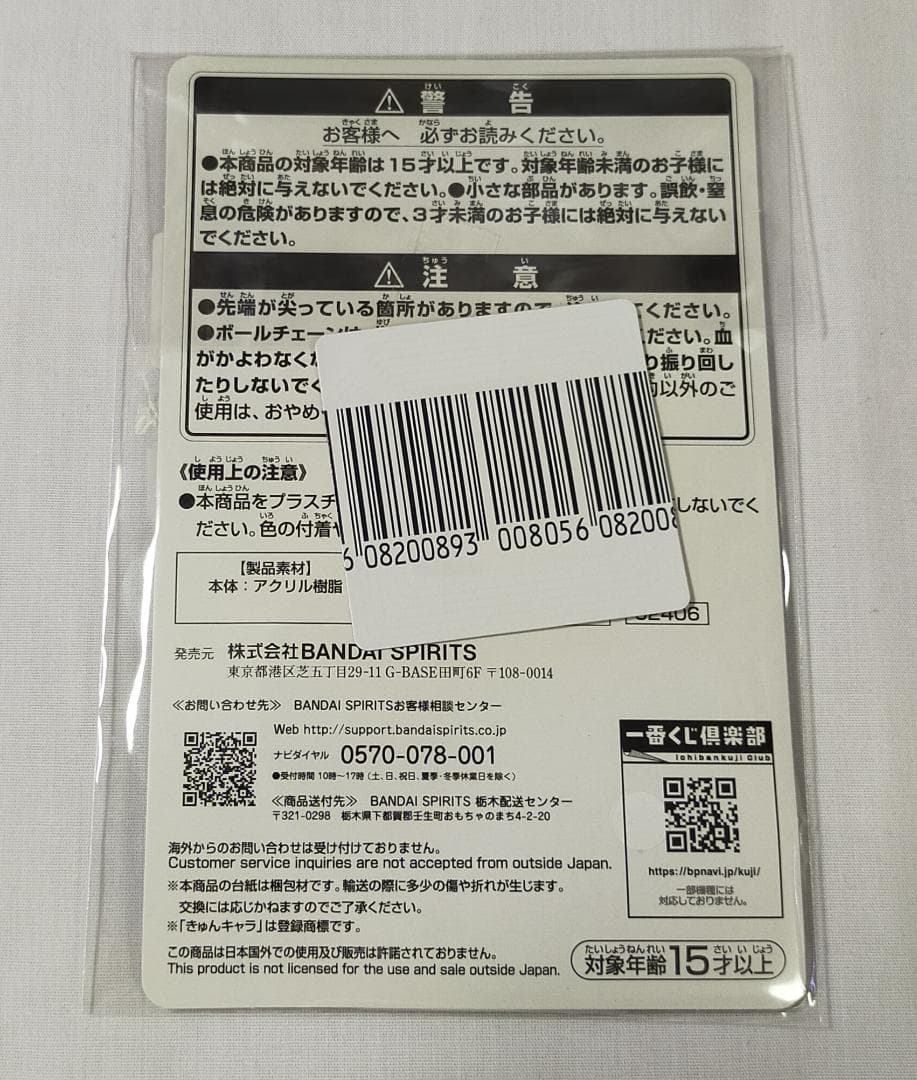 警告
お客様へ 必ずお読みください。
●本商品の対象年齢は15才以上です。対象年齢未満のお子様に
は絶対に与えないでください。●小さな部品があります。誤飲・窒
息の危険がありますので、3才未満のお子様には絶対に与えない
でください。
注意
●先端が尖っている箇所がありますので ください。
●ボールチェーンは ださい。血
がかよわなくな り振り回し
たりしないでく 以外のご
使用は、おやめ
《使用上の注意》
●本商品をプラスチ しないでく
ださい。色の付着や
6 08200893 008056 082008
【製品素材】
本体：アクリル樹脂
発売元 株式会社BANDAI SPIRITS
東京都港区芝五丁目29-11 G-BASE田町6F 〒108-0014
≪お問い合わせ先≫ BANDAI SPIRITSお客様相談センター
Web http://support.bandaispirits.co.jp
ナビダイヤル 0570-078-001
●受付時間 10時～17時（土、日、祝日、夏季・冬季休業日を除く）
≪商品送付先≫ BANDAI SPIRITS 栃木配送センター
〒321-0298 栃木県下都賀郡壬生町おもちゃのまち4-2-20
一番くじ倶楽部
Ichibankuji Club
https://bpnavi.jp/kuji/
一部機種には
対応しておりません。
海外からのお問い合わせは受け付けておりません。
Customer service inquiries are not accepted from outside Japan.
※本商品の台紙は梱包材です。輸送の際に多少の傷や折れが生じます。
交換には応じかねますのでご了承ください。
※「きゅんキャラ」は登録商標です。
この商品は日本国外での使用及び販売は許諾されておりません。
This product is not licensed for the use and sale outside Japan.
対象年齢15才以上